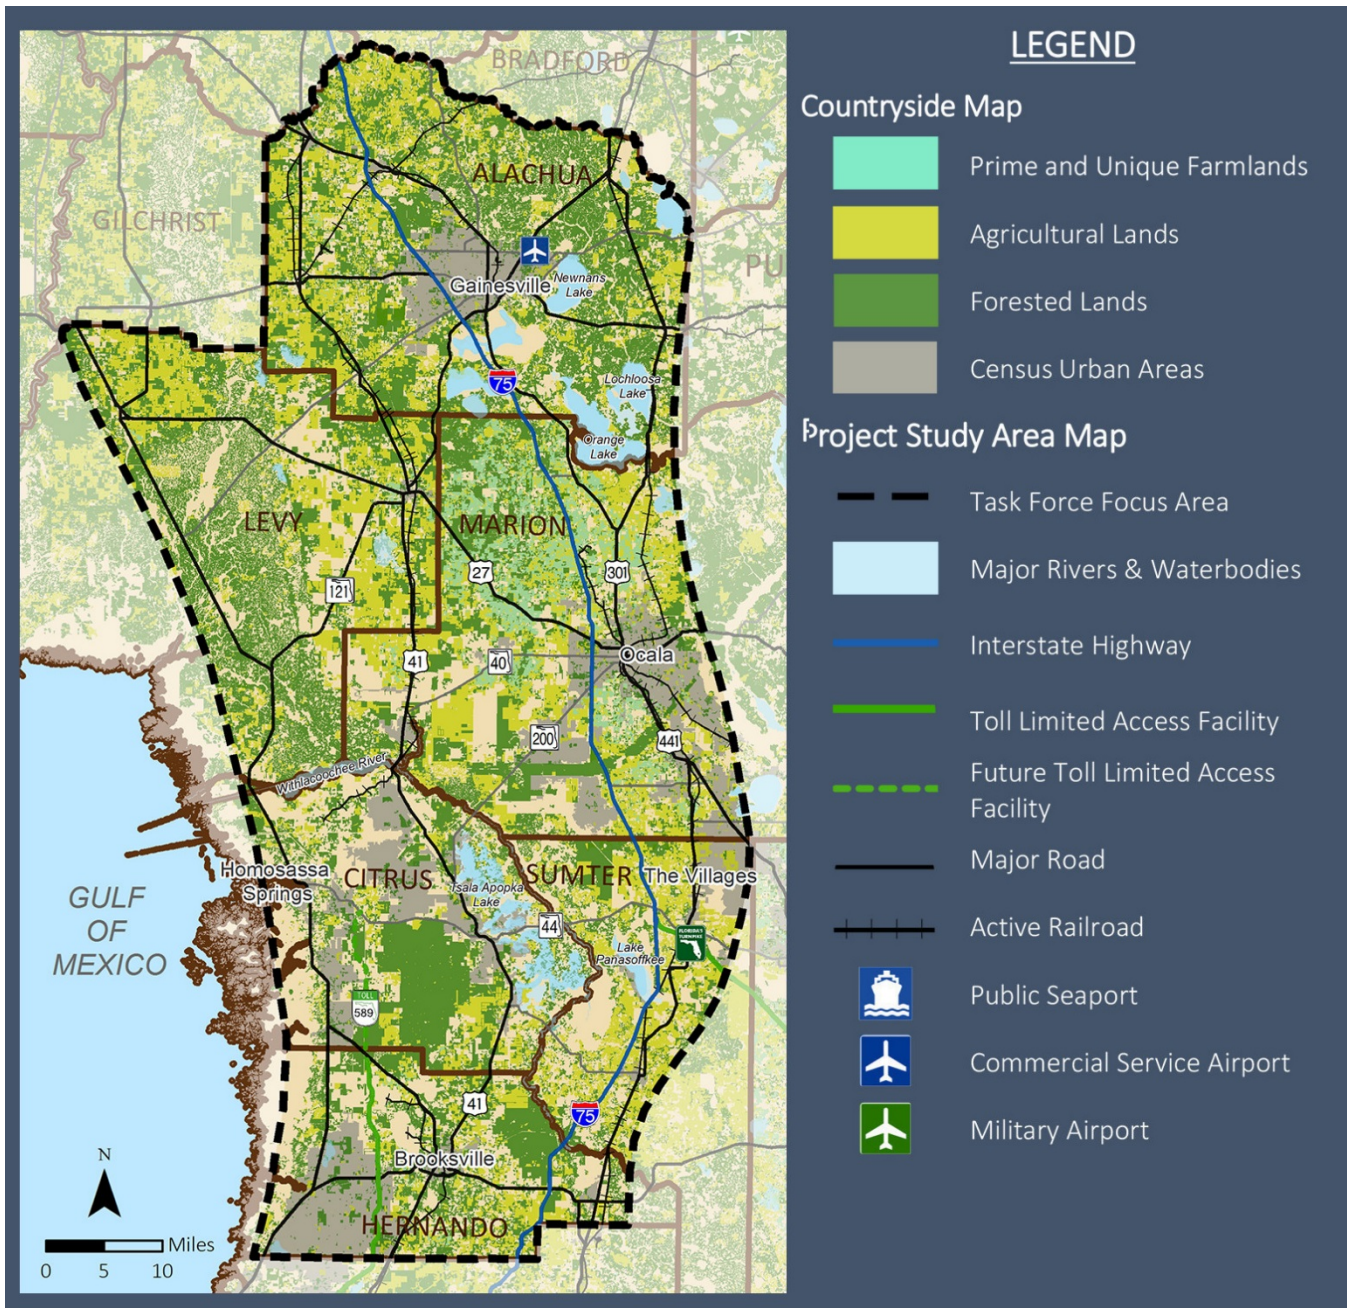 BRADFORD
ALACHUA
GILCHRIST
PU
Gainesville
Newnans
Lake
75
Lochloosa
Lake
Orange
Lake
LEVY
MARION
121
27
301
41
40
Ocala
200
441
Withlacoochee River
Homosassa
Springs
CITRUS
Tsala Apopka
Lake
SUMTER
The Villages
44
FLORIDA'S
TURNPIKE
Lake
Panasoffkee
GULF
OF
MEXICO
TOLL
589
41
75
Brooksville
HERNANDO
N
Miles
0 5 10
LEGEND
Countryside Map
Prime and Unique Farmlands
Agricultural Lands
Forested Lands
Census Urban Areas
Project Study Area Map
Task Force Focus Area
Major Rivers & Waterbodies
Interstate Highway
Toll Limited Access Facility
Future Toll Limited Access
Facility
Major Road
Active Railroad
Public Seaport
Commercial Service Airport
Military Airport